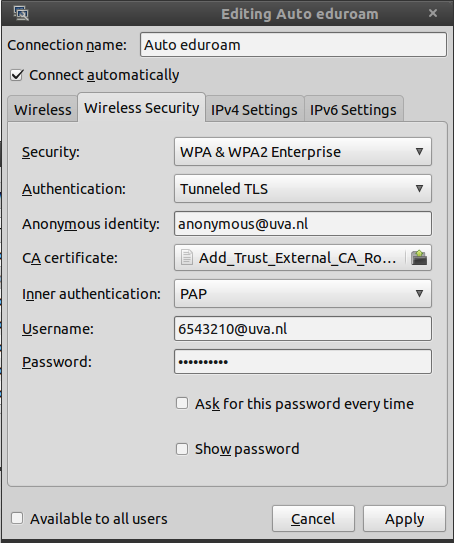 Editing Auto eduroam
Connection name: Auto eduroam
Connect automatically
Wireless Wireless Security IPv4 Settings IPv6 Settings
Security: WPA & WPA2 Enterprise
Authentication: Tunneled TLS
Anonymous identity: anonymous@uva.nl
CA certificate: Add_Trust_External_CA_Ro...
Inner authentication: PAP
Username: 6543210@uva.nl
Password: ••••••••••
Ask for this password every time
Show password
Available to all users Cancel Apply